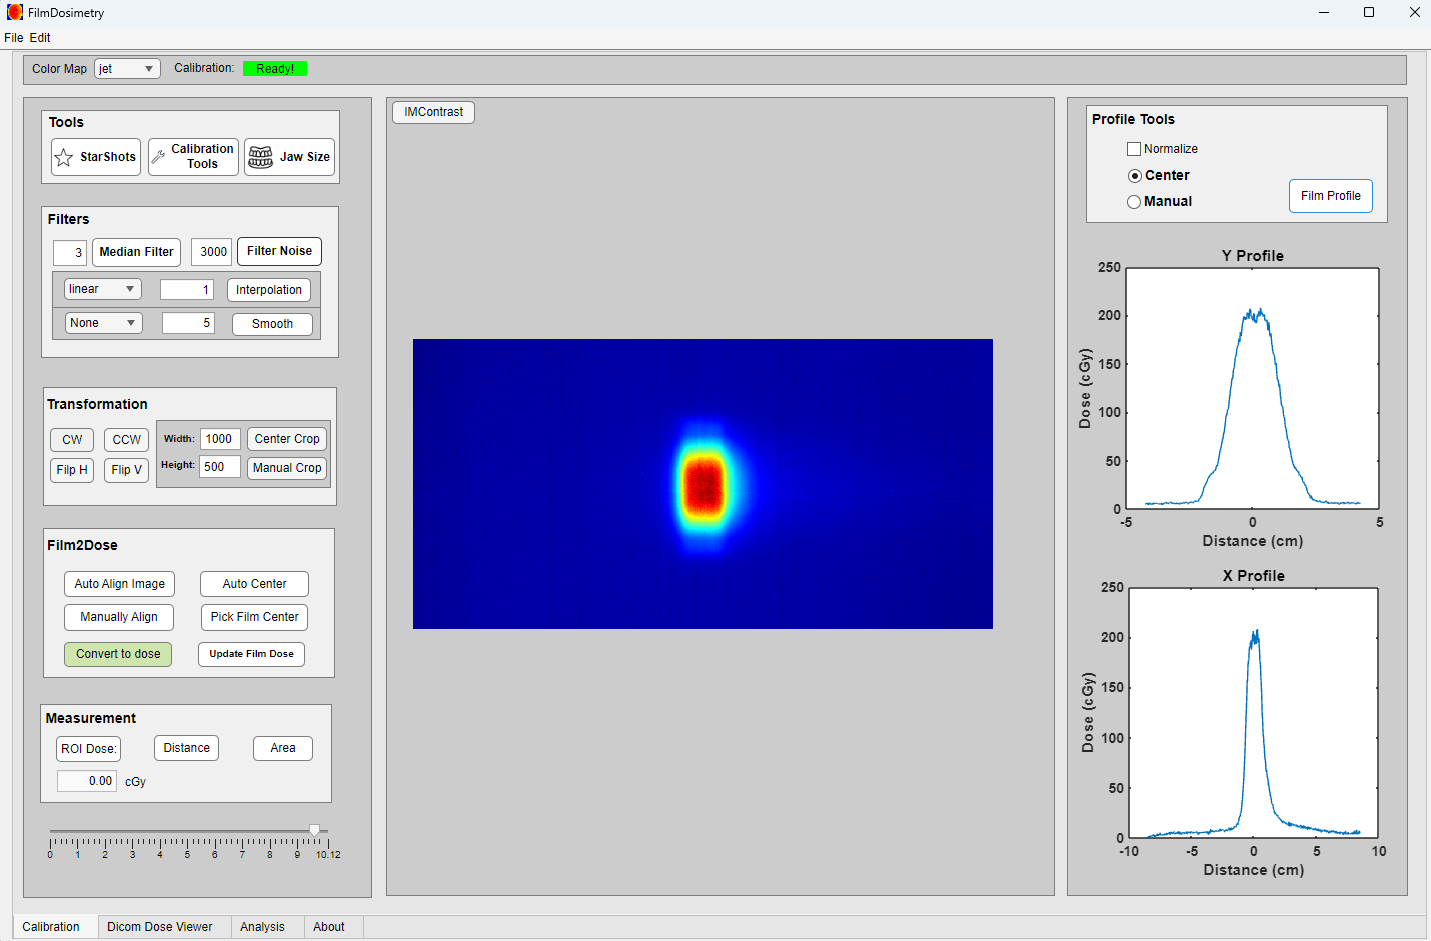 FilmDosimetry
File Edit
Color Map jet Calibration: Ready!
Tools
StarShots
Calibration
Tools
Jaw Size
Filters
3 Median Filter 3000 Filter Noise
linear 1 Interpolation
None 5 Smooth
Transformation
CW CCW Width: 1000 Center Crop
Filp H Flip V Height: 500 Manual Crop
Film2Dose
Auto Align Image Auto Center
Manually Align Pick Film Center
Convert to dose Update Film Dose
Measurement
ROI Dose: Distance Area
0.00 cGy
0 1 2 3 4 5 6 7 8 9 10.12
IMContrast
Profile Tools
Normalize
Center
Manual
Film Profile
Y Profile
250
200
150
100
50
0
Dose (cGy)
-5 0 5
Distance (cm)
X Profile
250
200
150
100
50
0
Dose (cGy)
-10 -5 0 5 10
Distance (cm)
Calibration Dicom Dose Viewer Analysis About